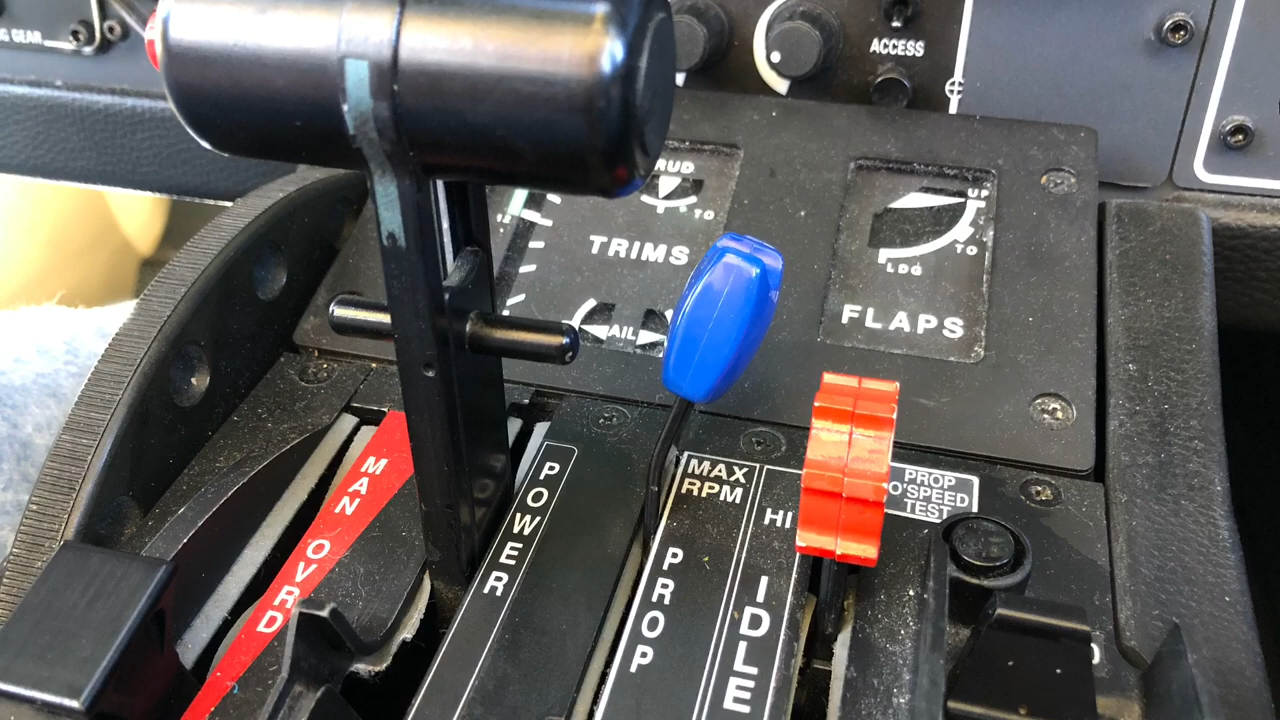 G GEAR
ACCESS
RUD
TO
12
TRIMS
AIL
UP
TO
LDG
FLAPS
MAN OVRD
POWER
MAX
RPM
PROP
HI
IDLE
PROP
O'SPEED
TEST